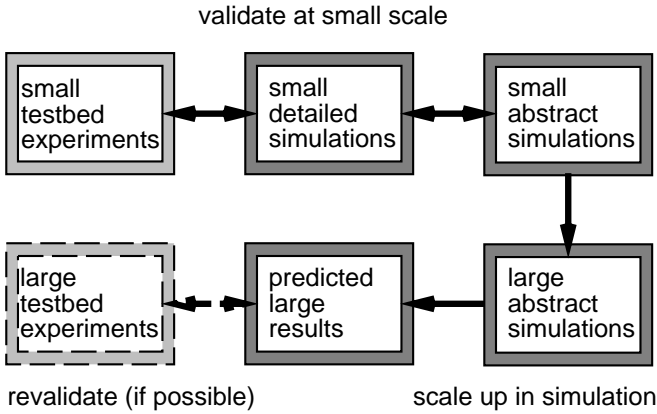 validate at small scale
small
testbed
experiments
small
detailed
simulations
small
abstract
simulations
large
testbed
experiments
predicted
large
results
large
abstract
simulations
revalidate (if possible)
scale up in simulation